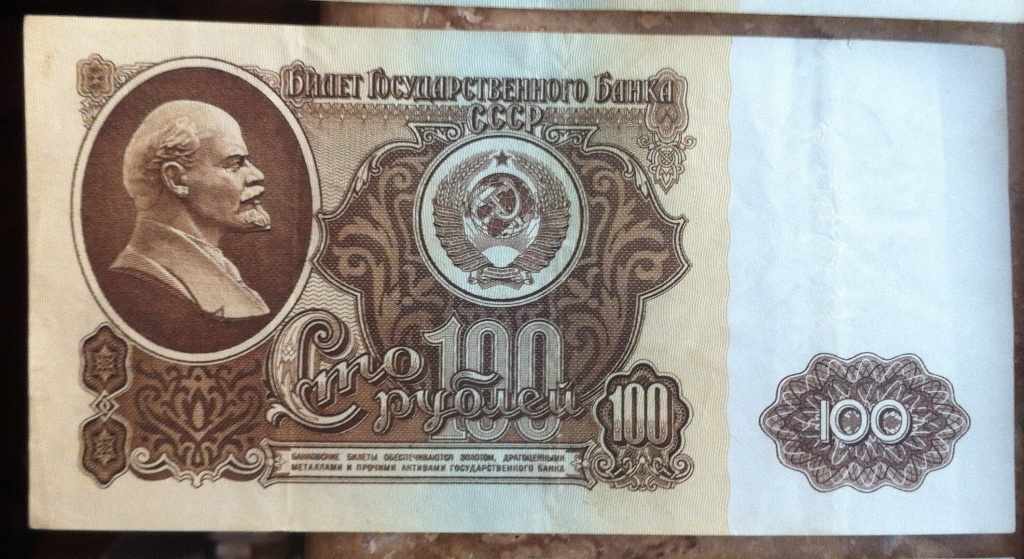 Билет Государственного Банка
СССР
Сто 100
рублей
100
100
БАНКОВСКИЕ БИЛЕТЫ ОБЕСПЕЧИВАЮТСЯ ЗОЛОТОМ, ДРАГОЦЕННЫМИ
МЕТАЛЛАМИ И ПРОЧИМИ АКТИВАМИ ГОСУДАРСТВЕННОГО БАНКА